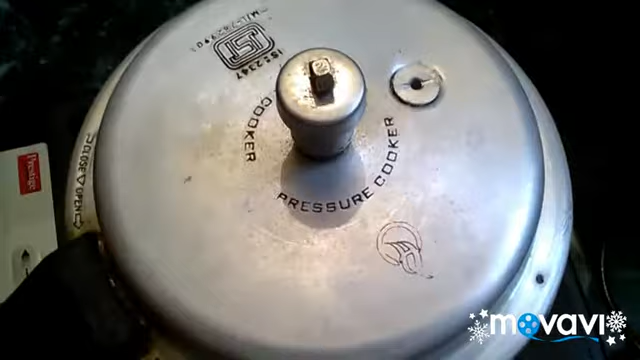 IS:2347
ISI
COOKER
PRESSURE COOKER
CLOSE OPEN
Prestige
movavi